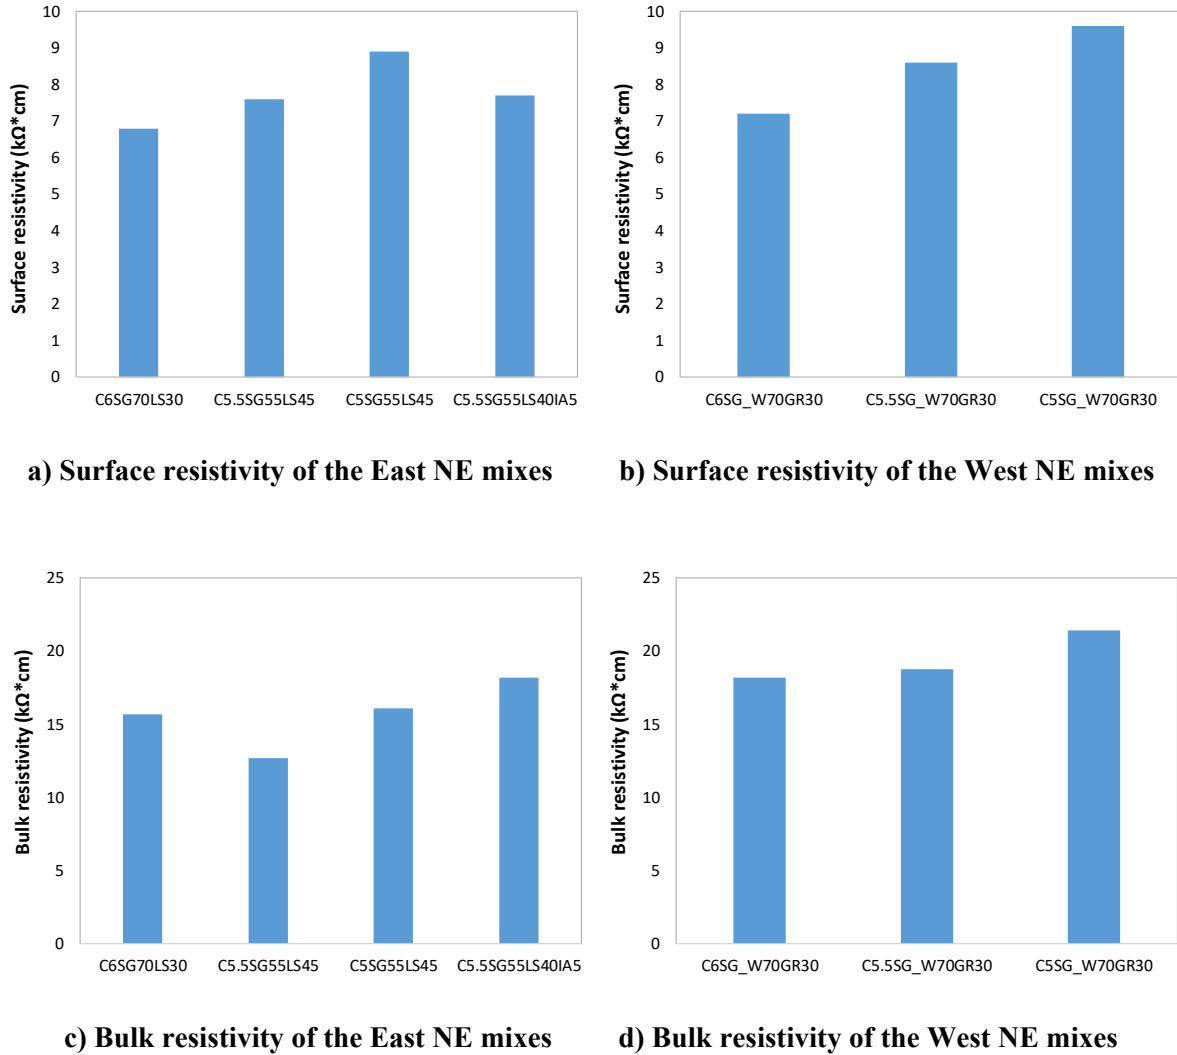 10
9
8
7
6
5
4
3
2
1
0
Surface resistivity (kΩ*cm)
C6SG70LS30 C5.5SG55LS45 C5SG55LS45 C5.5SG55LS40IA5
a) Surface resistivity of the East NE mixes
10
9
8
7
6
5
4
3
2
1
0
Surface resistivity (kΩ*cm)
C6SG_W70GR30 C5.5SG_W70GR30 C5SG_W70GR30
b) Surface resistivity of the West NE mixes
25
20
15
10
5
0
Bulk resistivity (kΩ*cm)
C6SG70LS30 C5.5SG55LS45 C5SG55LS45 C5.5SG55LS40IA5
c) Bulk resistivity of the East NE mixes
25
20
15
10
5
0
Bulk resistivity (kΩ*cm)
C6SG_W70GR30 C5.5SG_W70GR30 C5SG_W70GR30
d) Bulk resistivity of the West NE mixes